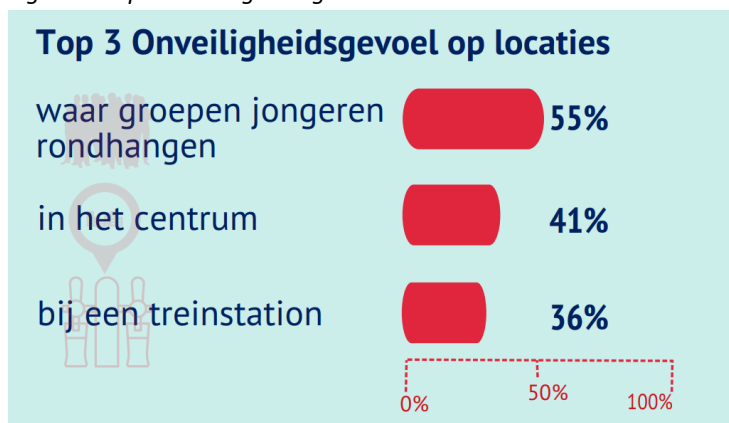 Top 3 Onveiligheidsgevoel op locaties
waar groepen jongeren
rondhangen
55%
in het centrum
41%
bij een treinstation
36%
0%
50%
100%